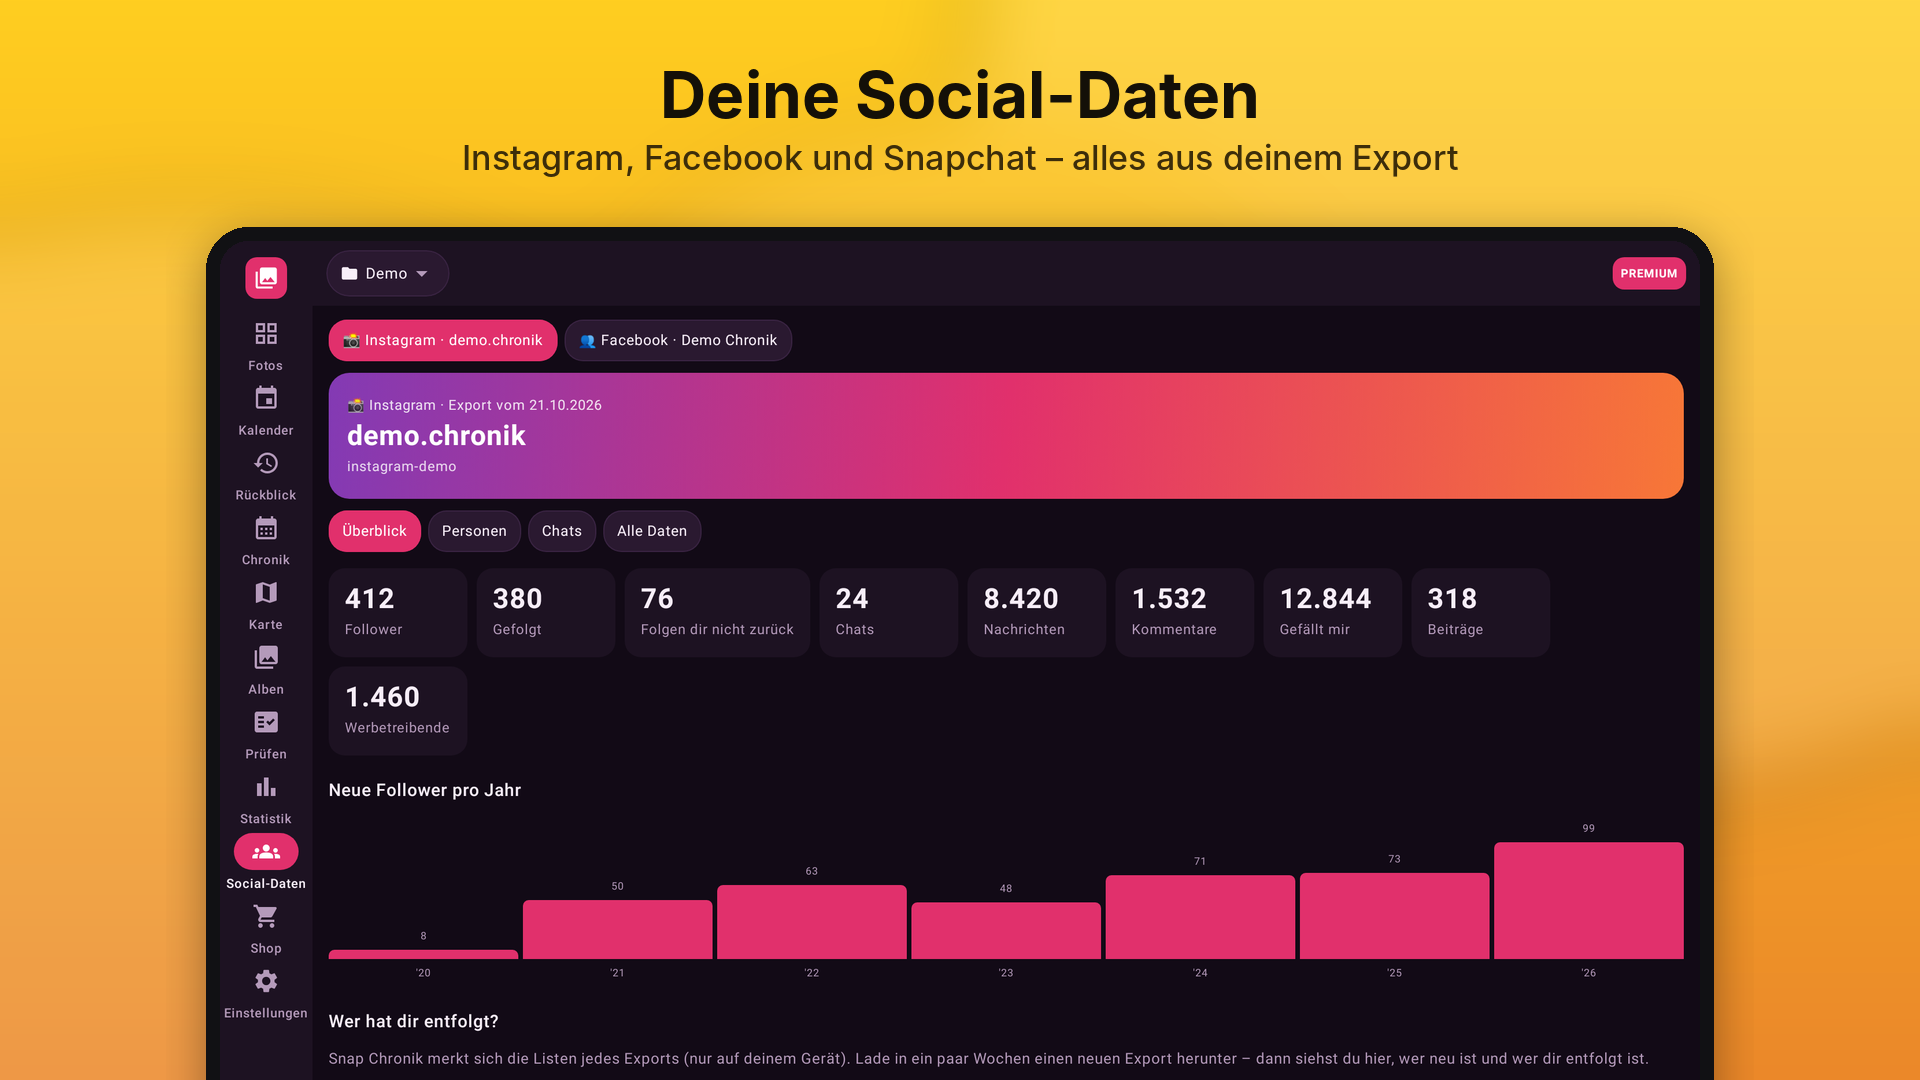 Deine Social-Daten
Instagram, Facebook und Snapchat – alles aus deinem Export
Demo
PREMIUM
Fotos
Kalender
Rückblick
Chronik
Karte
Alben
Prüfen
Statistik
Social-Daten
Shop
Einstellungen
Instagram · demo.chronik
Facebook · Demo Chronik
Instagram · Export vom 21.10.2026
demo.chronik
instagram-demo
Überblick
Personen
Chats
Alle Daten
412
Follower
380
Gefolgt
76
Folgen dir nicht zurück
24
Chats
8.420
Nachrichten
1.532
Kommentare
12.844
Gefällt mir
318
Beiträge
1.460
Werbetreibende
Neue Follower pro Jahr
8
50
63
48
71
73
99
'20
'21
'22
'23
'24
'25
'26
Wer hat dir entfolgt?
Snap Chronik merkt sich die Listen jedes Exports (nur auf deinem Gerät). Lade in ein paar Wochen einen neuen Export herunter – dann siehst du hier, wer neu ist und wer dir entfolgt ist.